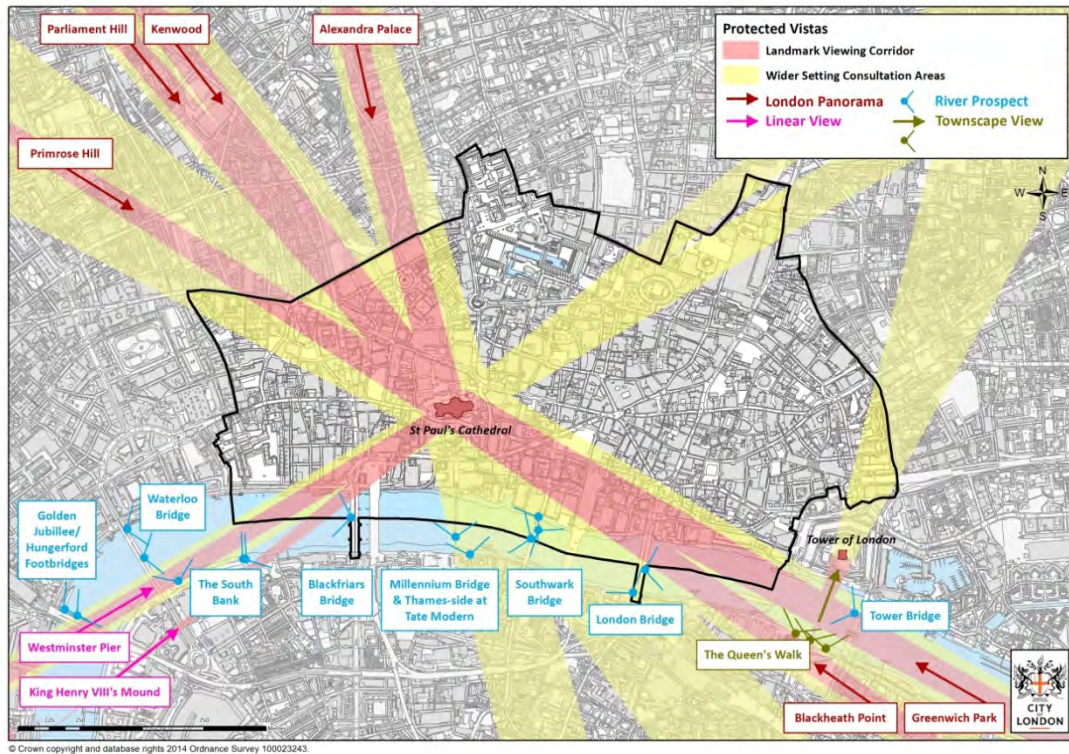 Parliament Hill
Kenwood
Alexandra Palace
Protected Vistas
Landmark Viewing Corridor
Wider Setting Consultation Areas
London Panorama
River Prospect
Linear View
Townscape View
Primrose Hill
N
W
E
S
St Paul's Cathedral
Waterloo
Bridge
Golden
Jubillee/
Hungerford
Footbridges
Tower of London
The South
Bank
Blackfriars
Bridge
Millennium Bridge
& Thames-side at
Tate Modern
Southwark
Bridge
London Bridge
Tower Bridge
Westminster Pier
The Queen's Walk
King Henry VIII's Mound
Blackheath Point
Greenwich Park
CITY
OF
LONDON
© Crown copyright and database rights 2014 Ordnance Survey 100023243.